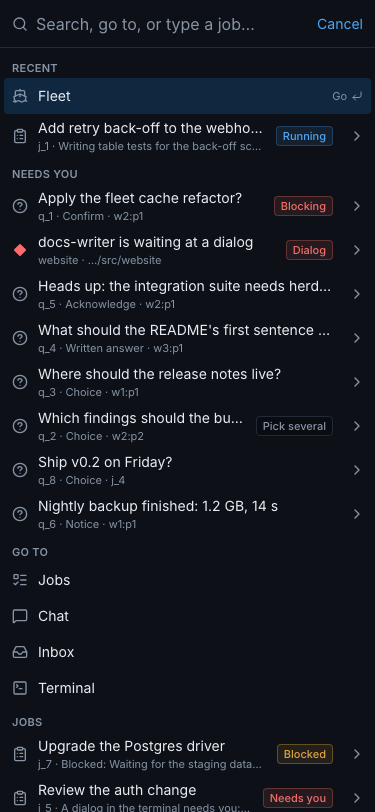 Search, go to, or type a job...
Cancel
RECENT
Fleet
Go
Add retry back-off to the webho...
Running
j_1 · Writing table tests for the back-off sc...
NEEDS YOU
Apply the fleet cache refactor?
Blocking
q_1 · Confirm · w2:p1
docs-writer is waiting at a dialog
Dialog
website · .../src/website
Heads up: the integration suite needs herd...
q_5 · Acknowledge · w2:p1
What should the README's first sentence ...
q_4 · Written answer · w3:p1
Where should the release notes live?
q_3 · Choice · w1:p1
Which findings should the bu...
Pick several
q_2 · Choice · w2:p2
Ship v0.2 on Friday?
q_8 · Choice · j_4
Nightly backup finished: 1.2 GB, 14 s
q_6 · Notice · w1:p1
GO TO
Jobs
Chat
Inbox
Terminal
JOBS
Upgrade the Postgres driver
Blocked
j_7 · Blocked: Waiting for the staging data...
Review the auth change
Needs you
j_5 · A dialog in the terminal needs you:...